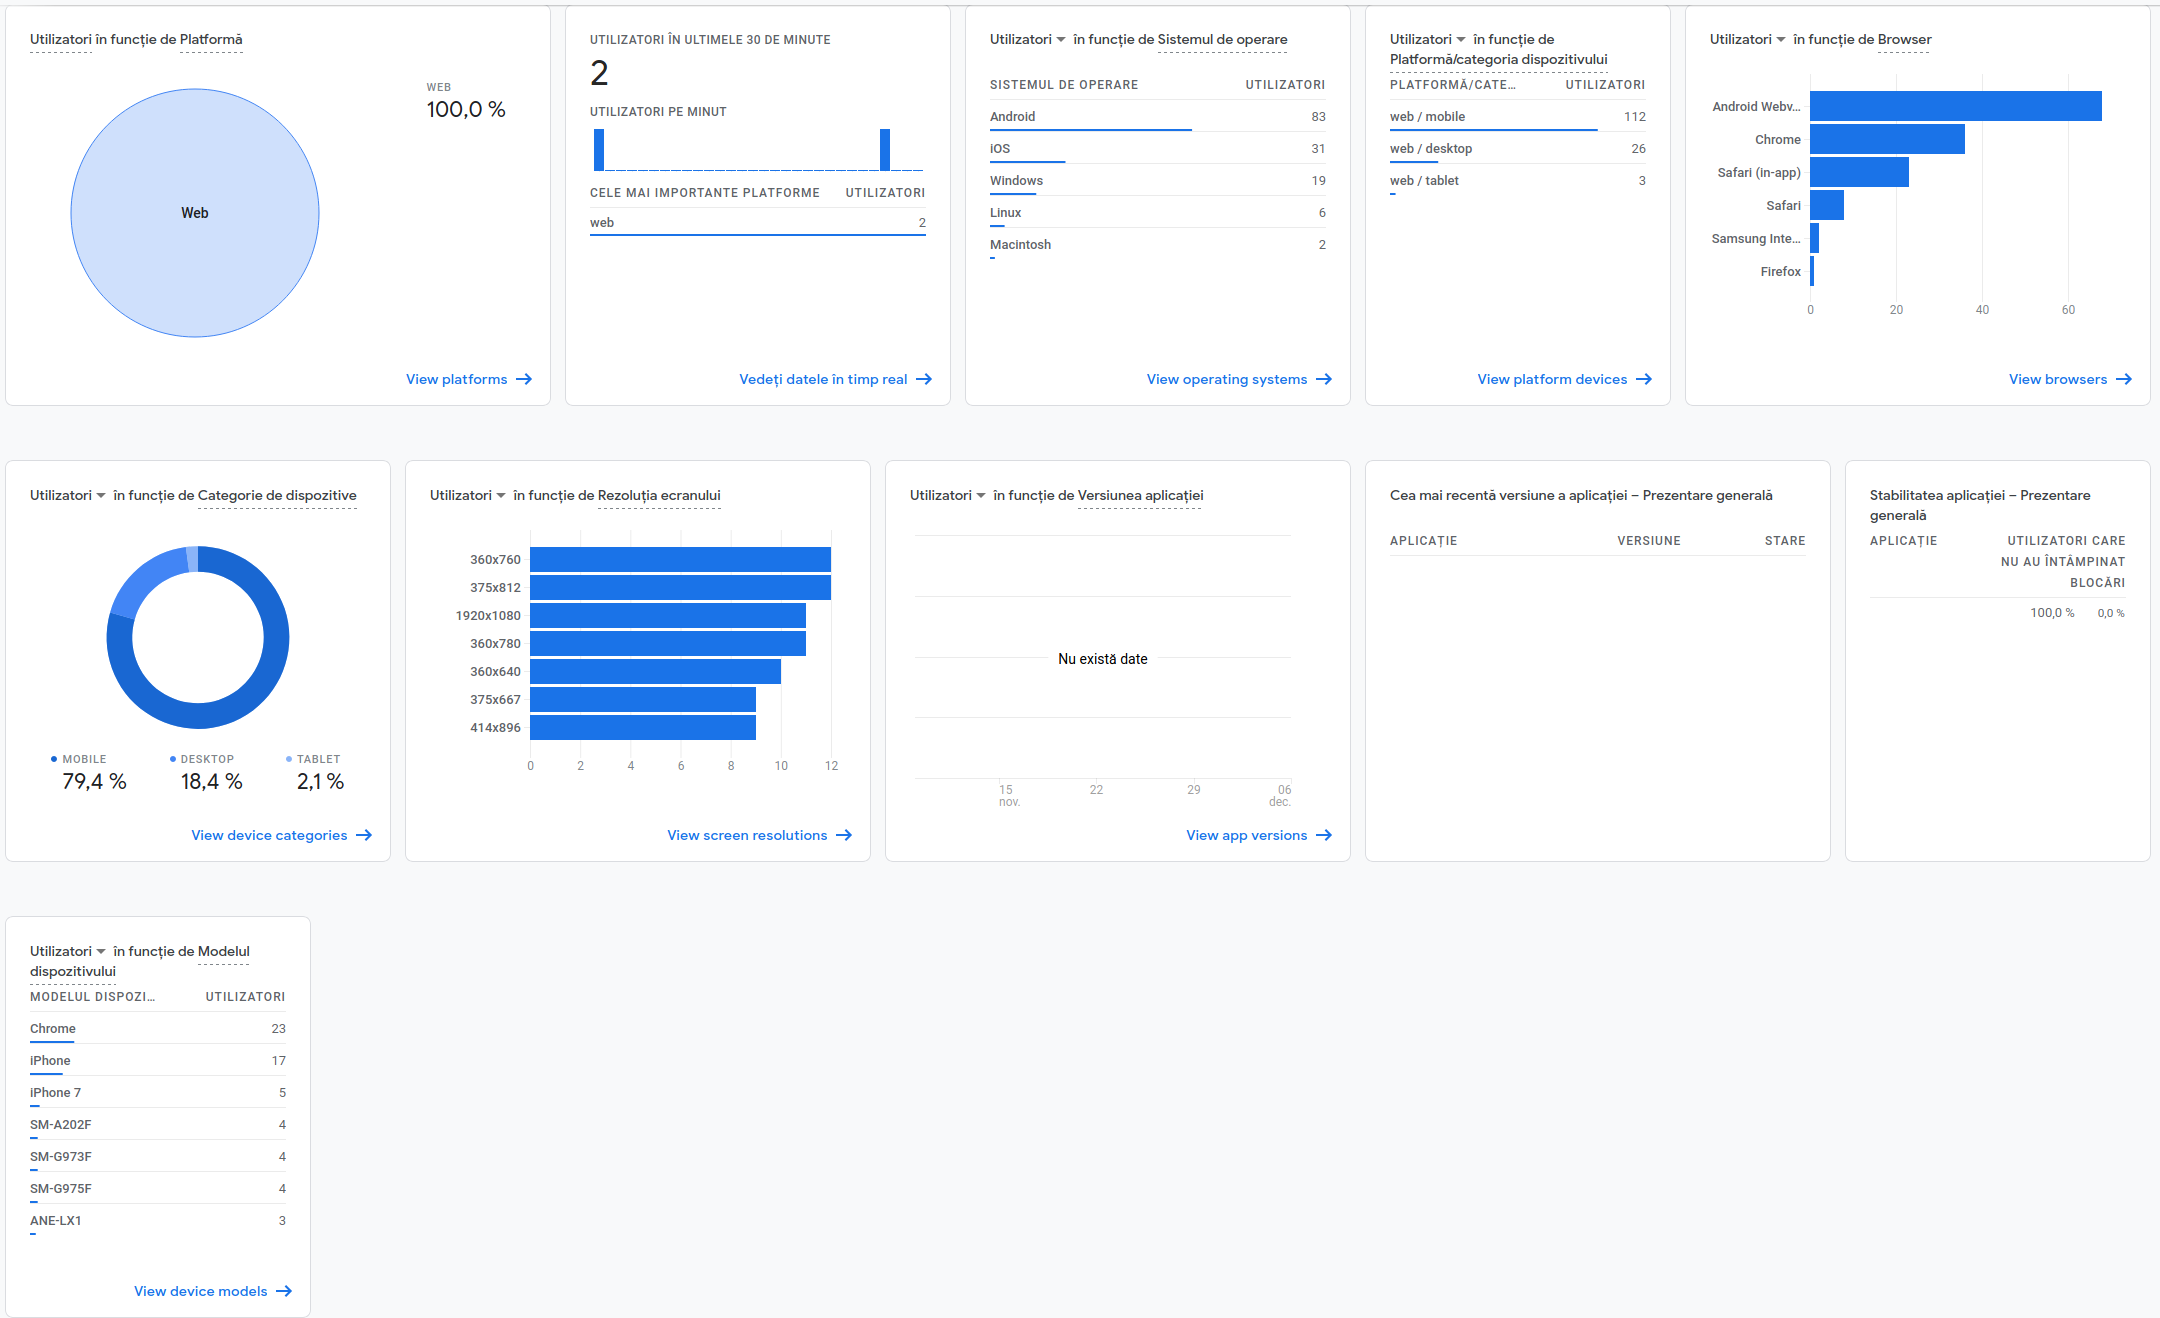 Utilizatori în funcție de Platformă
WEB
100,0 %
Web
View platforms
UTILIZATORI ÎN ULTIMELE 30 DE MINUTE
2
UTILIZATORI PE MINUT
CELE MAI IMPORTANTE PLATFORME UTILIZATORI
web 2
Vedeți datele în timp real
Utilizatori în funcție de Sistemul de operare
SISTEMUL DE OPERARE UTILIZATORI
Android 83
iOS 31
Windows 19
Linux 6
Macintosh 2
View operating systems
Utilizatori în funcție de
Platformă/categoria dispozitivului
PLATFORMĂ/CATE... UTILIZATORI
web / mobile 112
web / desktop 26
web / tablet 3
View platform devices
Utilizatori în funcție de Browser
Android Webv...
Chrome
Safari (in-app)
Safari
Samsung Inte...
Firefox
0 20 40 60
View browsers
Utilizatori în funcție de Categorie de dispozitive
MOBILE DESKTOP TABLET
79,4 % 18,4 % 2,1 %
View device categories
Utilizatori în funcție de Rezoluția ecranului
360x760
375x812
1920x1080
360x780
360x640
375x667
414x896
0 2 4 6 8 10 12
View screen resolutions
Utilizatori în funcție de Versiunea aplicației
Nu există date
15 22 29 06
nov. dec.
View app versions
Cea mai recentă versiune a aplicației – Prezentare generală
APLICAȚIE VERSIUNE STARE
Stabilitatea aplicației – Prezentare
generală
APLICAȚIE UTILIZATORI CARE
NU AU ÎNTÂMPINAT
BLOCĂRI
100,0 % 0,0 %
Utilizatori în funcție de Modelul
dispozitivului
MODELUL DISPOZI... UTILIZATORI
Chrome 23
iPhone 17
iPhone 7 5
SM-A202F 4
SM-G973F 4
SM-G975F 4
ANE-LX1 3
View device models